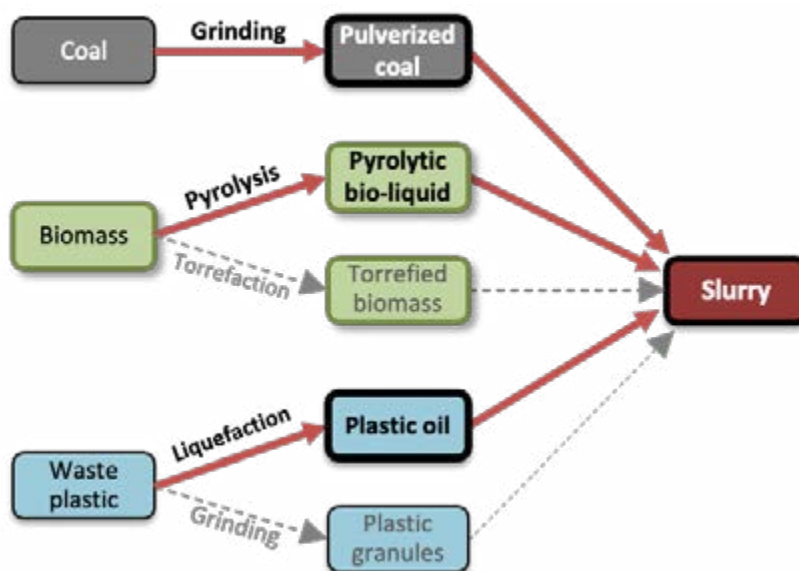 Coal
Grinding
Pulverized
coal
Biomass
Pyrolysis
Pyrolytic
bio-liquid
Torrefaction
Torrefied
biomass
Slurry
Waste
plastic
Liquefaction
Plastic oil
Grinding
Plastic
granules